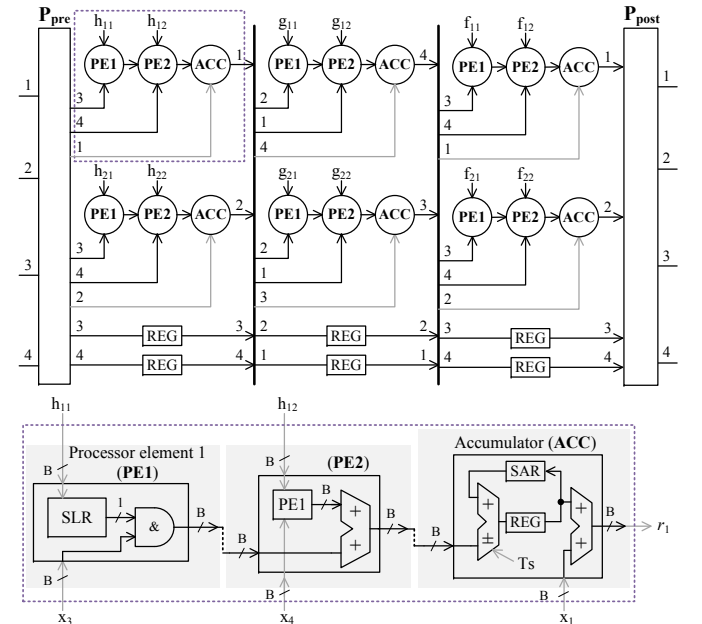 P_pre P_post
h11 h12 g11 g12 f11 f12
PE1 PE2 ACC 1 PE1 PE2 ACC 4 PE1 PE2 ACC 1
1 1
3 2 3
4 1 4
1 4 1
2 2
h21 h22 g21 g22 f21 f22
PE1 PE2 ACC 2 PE1 PE2 ACC 3 PE1 PE2 ACC 2
3 3 2 3 3
4 1 4
2 3 2
3 REG 3 2 REG 2 3 REG 3
4 4 REG 4 1 REG 1 4 REG 4 4
h11 h12
Processor element 1
(PE1)
B
SLR 1 & B
B
x3
(PE2)
B
PE1 B + + B
B
B
x4
Accumulator (ACC)
SAR
+ ± REG + + B r1
B
Ts
B
x1